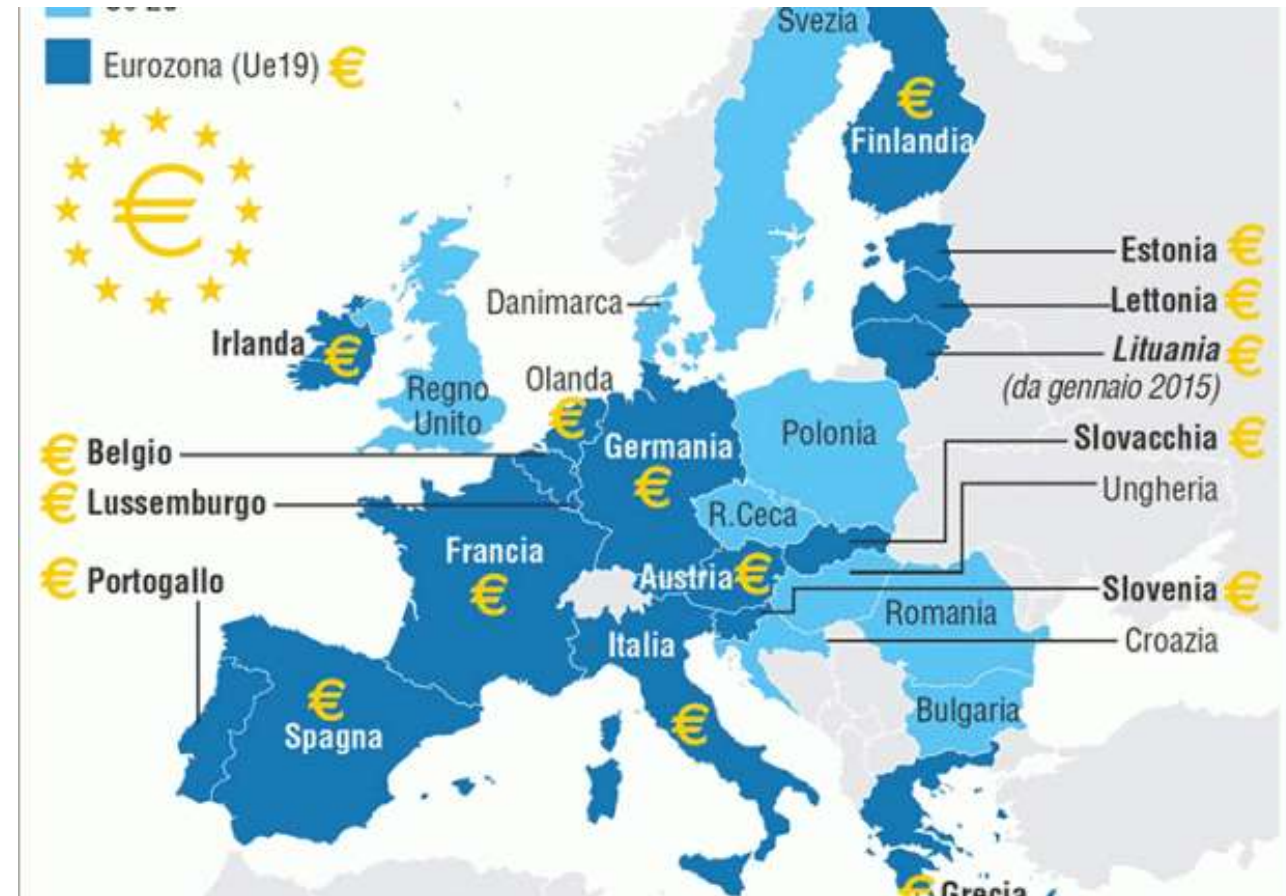 Eurozona (Ue19) €
Svezia
€
Finlandia
€
Estonia €
Lettonia €
Lituania €
(da gennaio 2015)
Slovacchia €
Ungheria
Slovenia €
Croazia
Danimarca
Irlanda
€
Regno
Unito
Olanda
€
€ Belgio
€ Lussemburgo
€ Portogallo
Germania
€
Polonia
R.Ceca
Francia
€
Austria €
Romania
Italia
€
Bulgaria
€
Spagna
€ Grecia